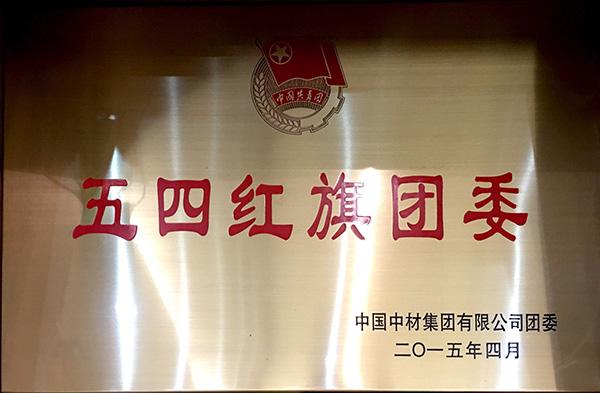 中国共青团
五四红旗团委
中国中材集团有限公司团委
二〇一五年四月